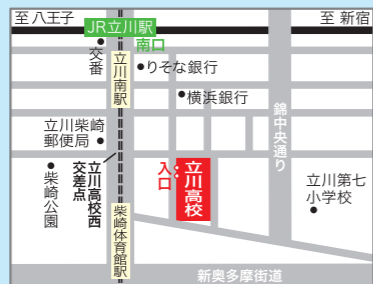 至 八王子
至 新宿
JR立川駅
南口
交番
立川南駅
りそな銀行
横浜銀行
錦中央通り
立川柴崎
郵便局
立川高校西
交差点
入口
立川高校
柴崎公園
柴崎体育館駅
立川第七
小学校
新奥多摩街道